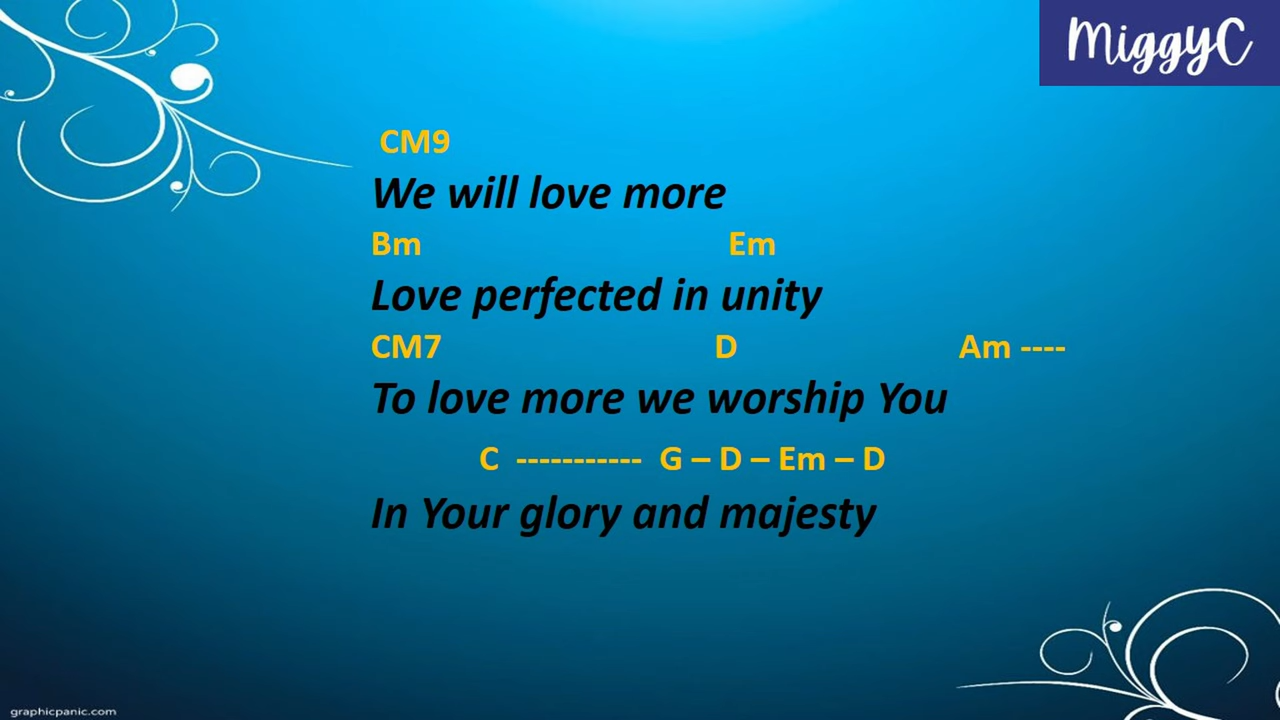 MiggyC
CM9
We will love more
Bm Em
Love perfected in unity
CM7 D Am ----
To love more we worship You
C ----------- G – D – Em – D
In Your glory and majesty
graphicpanic.com